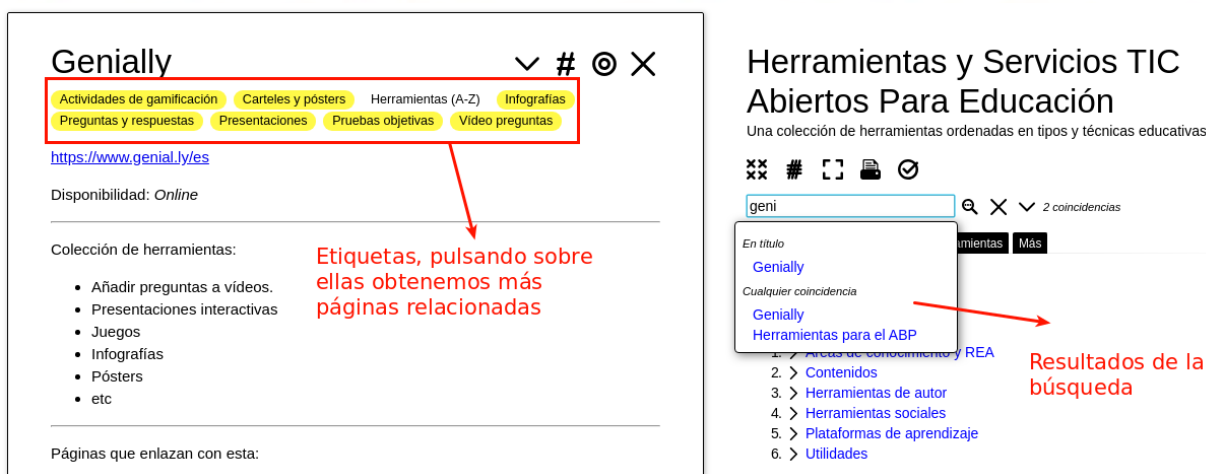 Genially
#
Actividades de gamificación Carteles y pósters Herramientas (A-Z) Infografías
Preguntas y respuestas Presentaciones Pruebas objetivas Vídeo preguntas
https://www.genial.ly/es
Disponibilidad: Online
Colección de herramientas:
Añadir preguntas a vídeos.
Presentaciones interactivas
Juegos
Infografías
Pósters
etc
Etiquetas, pulsando sobre
ellas obtenemos más
páginas relacionadas
Páginas que enlazan con esta:
Herramientas y Servicios TIC
Abiertos Para Educación
Una colección de herramientas ordenadas en tipos y técnicas educativas
#
geni 2 coincidencias
En título
Genially
Cualquier coincidencia
Genially
Herramientas para el ABP
amientas Más
1. Áreas de conocimiento y REA
2. Contenidos
3. Herramientas de autor
4. Herramientas sociales
5. Plataformas de aprendizaje
6. Utilidades
Resultados de la
búsqueda